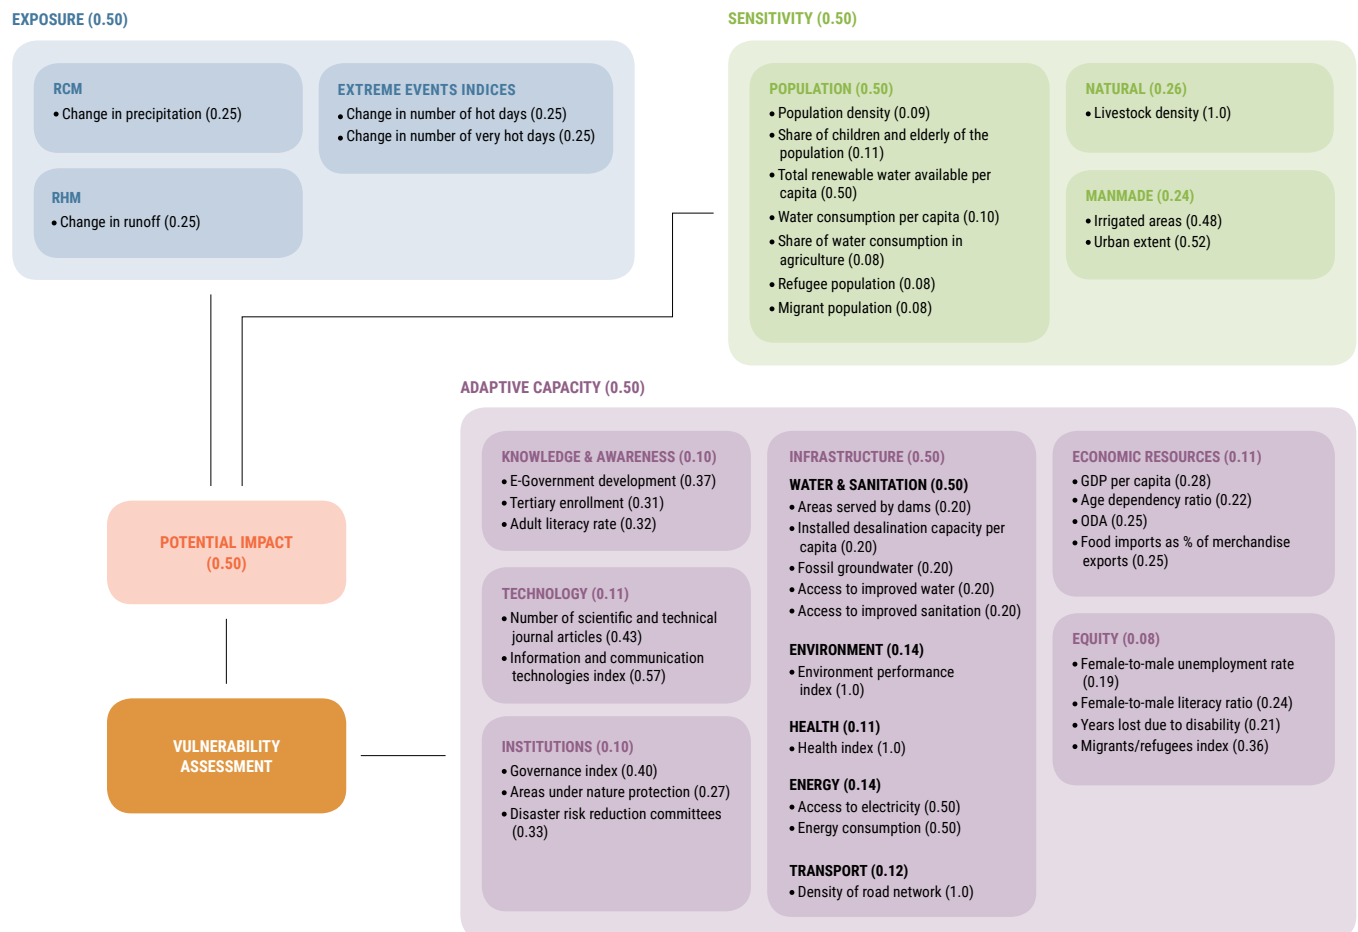 EXPOSURE (0.50)
RCM
• Change in precipitation (0.25)
EXTREME EVENTS INDICES
• Change in number of hot days (0.25)
• Change in number of very hot days (0.25)
RHM
• Change in runoff (0.25)
SENSITIVITY (0.50)
POPULATION (0.50)
• Population density (0.09)
• Share of children and elderly of the
population (0.11)
• Total renewable water available per
capita (0.50)
• Water consumption per capita (0.10)
• Share of water consumption in
agriculture (0.08)
• Refugee population (0.08)
• Migrant population (0.08)
NATURAL (0.26)
• Livestock density (1.0)
MANMADE (0.24)
• Irrigated areas (0.48)
• Urban extent (0.52)
POTENTIAL IMPACT
(0.50)
VULNERABILITY
ASSESSMENT
ADAPTIVE CAPACITY (0.50)
KNOWLEDGE & AWARENESS (0.10)
• E-Government development (0.37)
• Tertiary enrollment (0.31)
• Adult literacy rate (0.32)
TECHNOLOGY (0.11)
• Number of scientific and technical
journal articles (0.43)
• Information and communication
technologies index (0.57)
INSTITUTIONS (0.10)
• Governance index (0.40)
• Areas under nature protection (0.27)
• Disaster risk reduction committees
(0.33)
INFRASTRUCTURE (0.50)
WATER & SANITATION (0.50)
• Areas served by dams (0.20)
• Installed desalination capacity per
capita (0.20)
• Fossil groundwater (0.20)
• Access to improved water (0.20)
• Access to improved sanitation (0.20)
ENVIRONMENT (0.14)
• Environment performance
index (1.0)
HEALTH (0.11)
• Health index (1.0)
ENERGY (0.14)
• Access to electricity (0.50)
• Energy consumption (0.50)
TRANSPORT (0.12)
• Density of road network (1.0)
ECONOMIC RESOURCES (0.11)
• GDP per capita (0.28)
• Age dependency ratio (0.22)
• ODA (0.25)
• Food imports as % of merchandise
exports (0.25)
EQUITY (0.08)
• Female-to-male unemployment rate
(0.19)
• Female-to-male literacy ratio (0.24)
• Years lost due to disability (0.21)
• Migrants/refugees index (0.36)